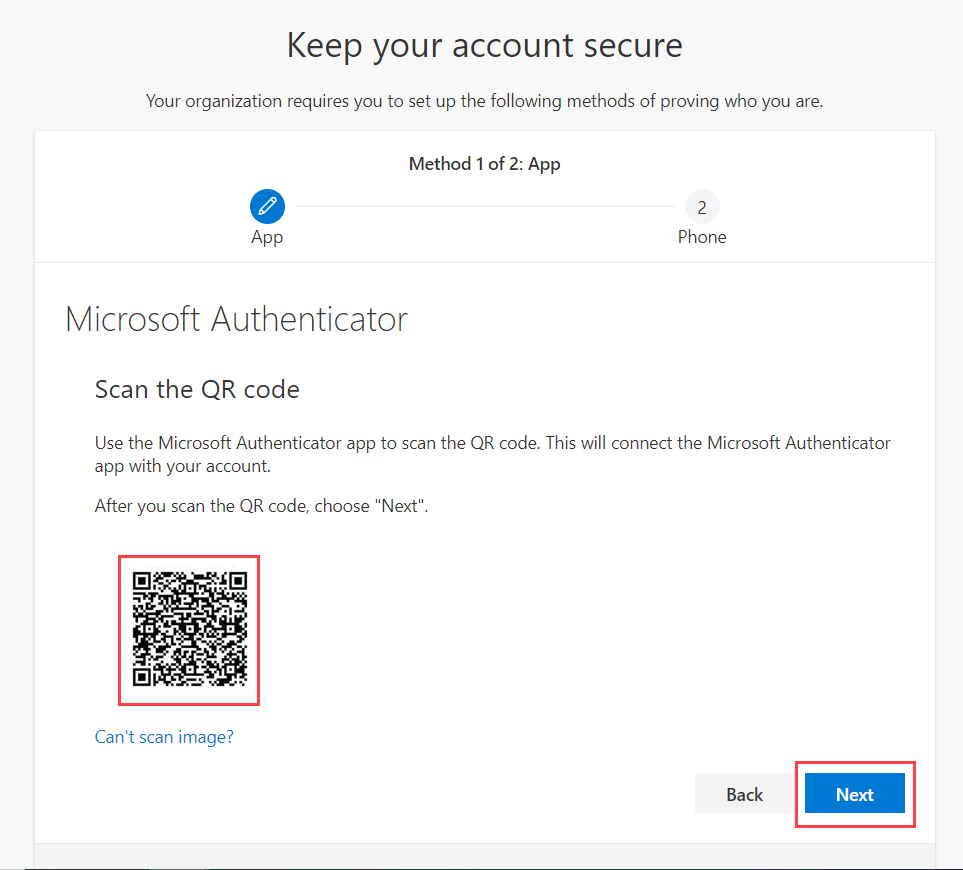 Keep your account secure
Your organization requires you to set up the following methods of proving who you are.
Method 1 of 2: App
2
App
Phone
Microsoft Authenticator
Scan the QR code
Use the Microsoft Authenticator app to scan the QR code. This will connect the Microsoft Authenticator
app with your account.
After you scan the QR code, choose "Next".
Can't scan image?
Back
Next